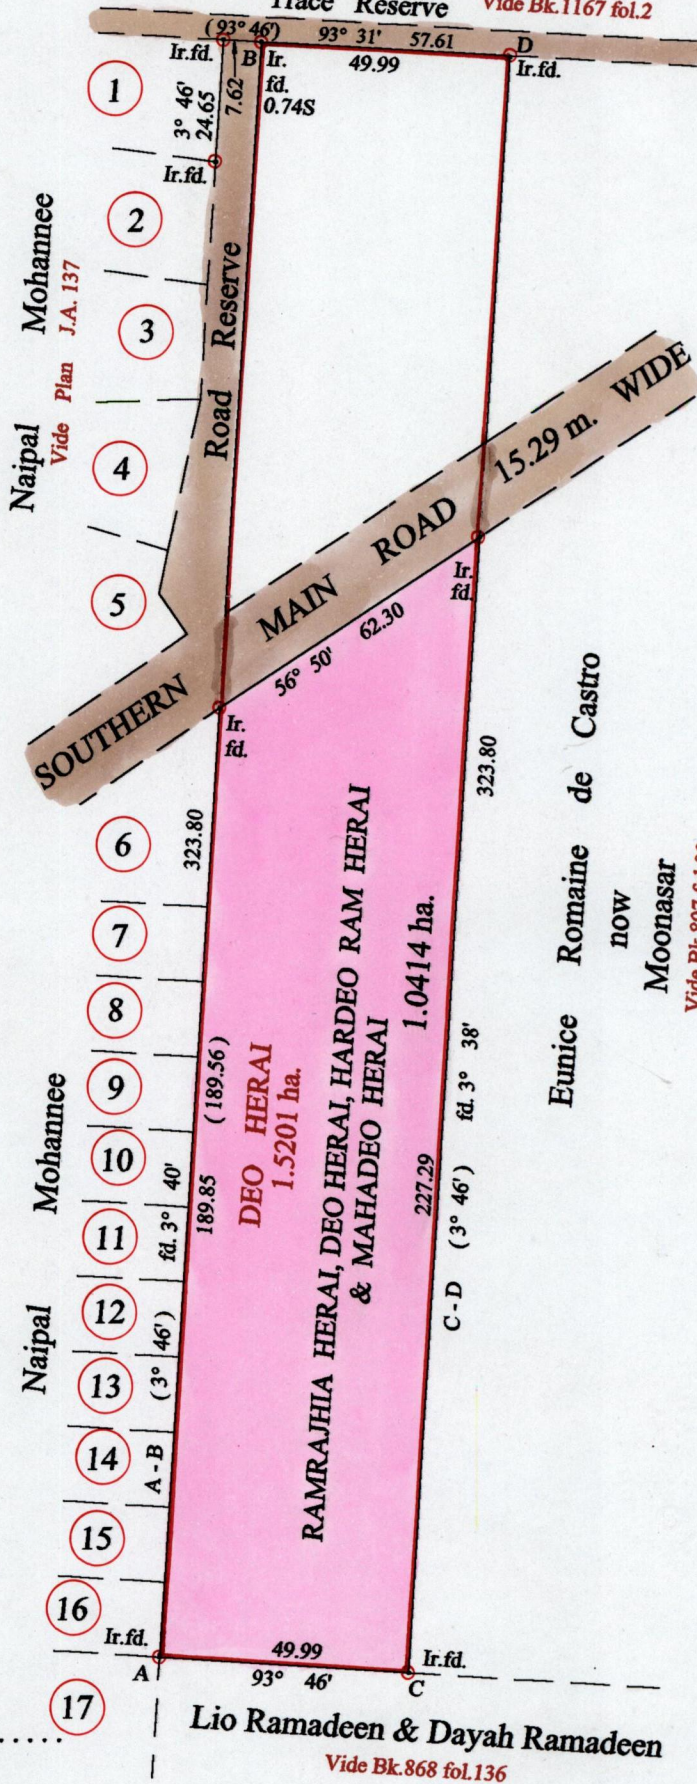 Trace Reserve Vide Bk.1167 fol.2
(93° 46')
93° 31' 57.61
Ir.fd.
B
Ir.
fd.
0.74S
49.99
D
Ir.fd.
1
3° 46'
24.65
7.62
Ir.fd.
2
Mohannee
Naipal
Vide Plan J.A. 137
3
Road Reserve
4
5
SOUTHERN MAIN ROAD 15.29 m. WIDE
Ir.
fd.
56° 50' 62.30
Ir.
fd.
6
323.80
323.80
7
8
9
10
11
12
13
14
15
16
17
Mohannee
Naipal
(189.56)
189.85
fd. 3° 40'
(3° 46')
A - B
DEO HERAI
1.5201 ha.
RAMRAJHIA HERAI, DEO HERAI, HARDEO RAM HERAI
& MAHADEO HERAI
1.0414 ha.
227.29
fd. 3° 38'
(3° 46')
C - D
Eunice Romaine de Castro
now
Moonasar
Ir.fd.
A
49.99
93° 46'
C
Ir.fd.
Lio Ramadeen & Dayah Ramadeen
Vide Bk.868 fol.136